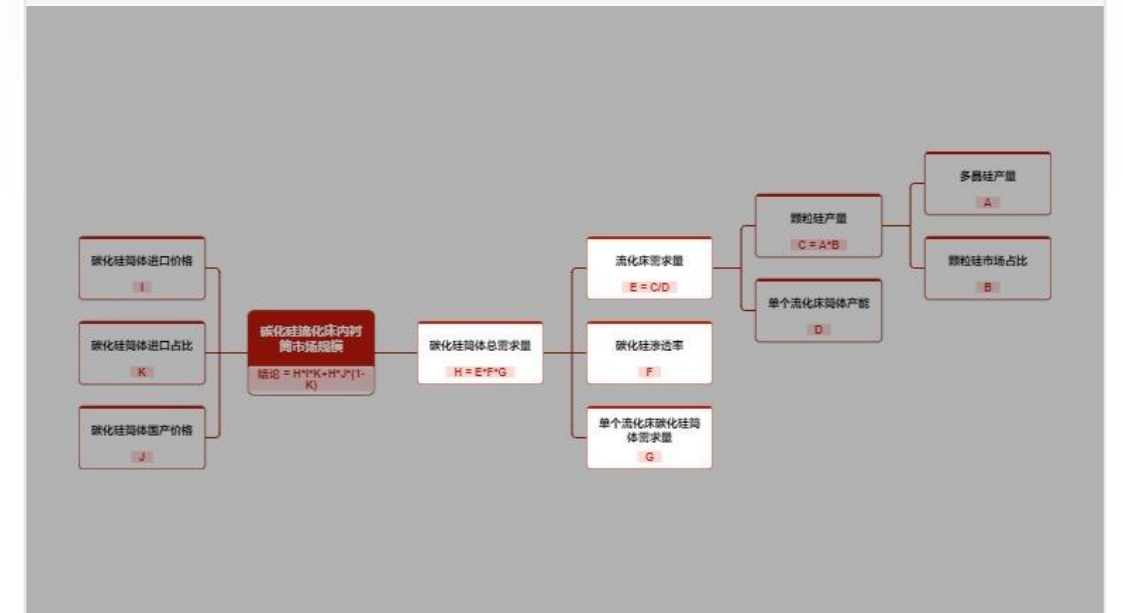 多晶硅产量
A
颗粒硅产量
C = A*B
碳化硅筒体进口价格
I
流化床需求量
E = C/D
颗粒硅市场占比
B
单个流化床筒体产能
D
碳化硅流化床内衬
筒市场规模
结论 = H*I*K+H*J*(1-
K)
碳化硅筒体进口占比
K
碳化硅筒体总需求量
H = E*F*G
碳化硅渗透率
F
碳化硅筒体国产价格
J
单个流化床碳化硅筒
体需求量
G